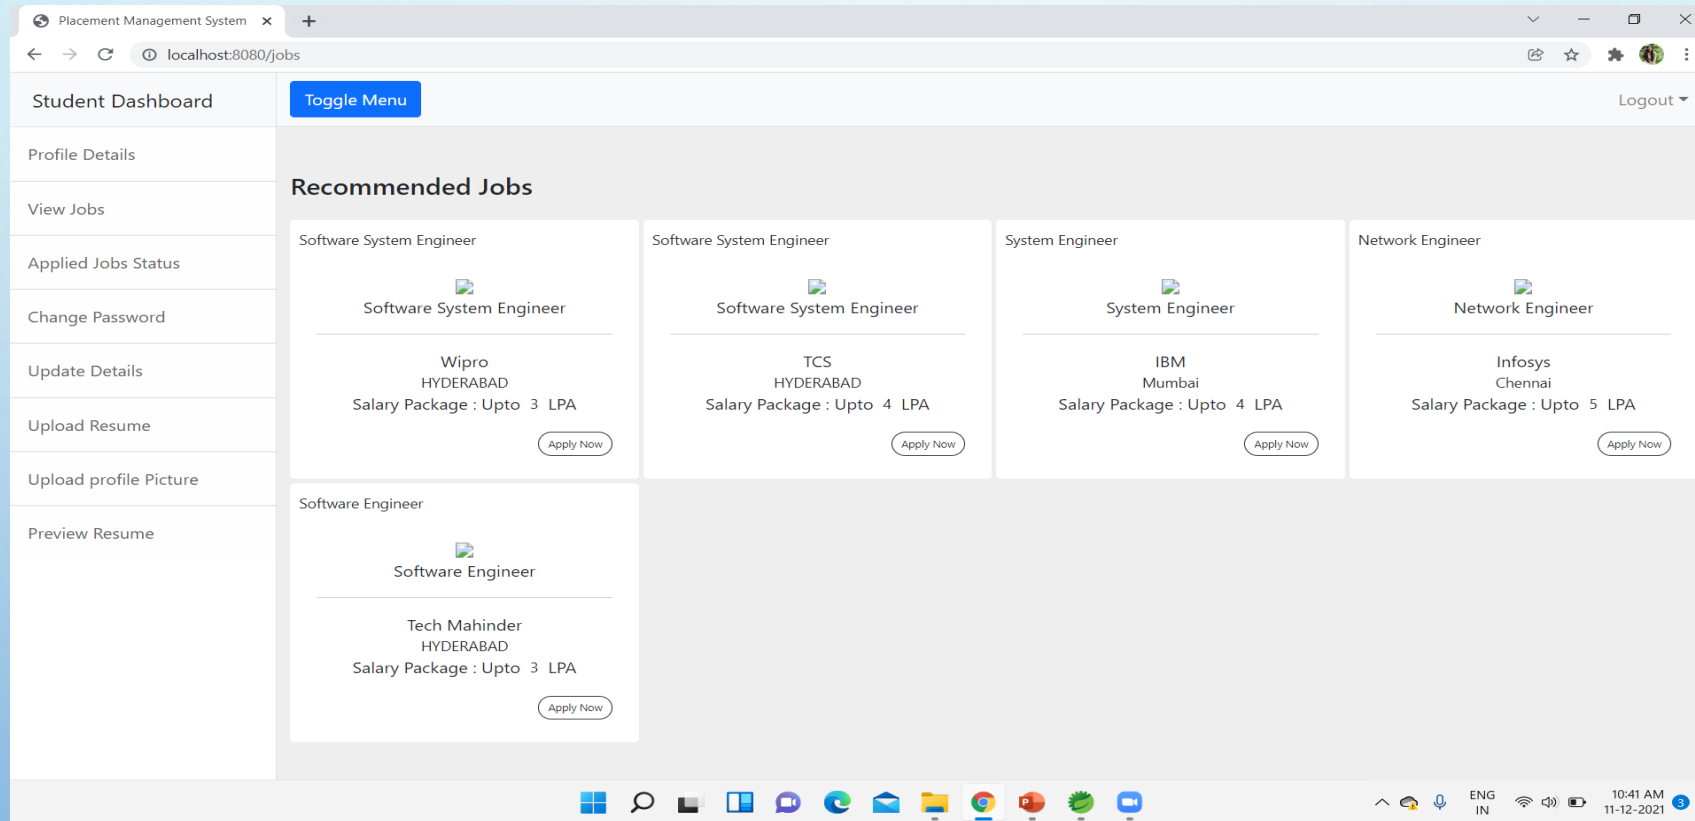 Placement Management System
localhost:8080/jobs
Student Dashboard
Toggle Menu
Logout
Profile Details
View Jobs
Applied Jobs Status
Change Password
Update Details
Upload Resume
Upload profile Picture
Preview Resume
Recommended Jobs
Software System Engineer
Software System Engineer
Wipro
HYDERABAD
Salary Package : Upto 3 LPA
Apply Now
Software System Engineer
Software System Engineer
TCS
HYDERABAD
Salary Package : Upto 4 LPA
Apply Now
System Engineer
System Engineer
IBM
Mumbai
Salary Package : Upto 4 LPA
Apply Now
Network Engineer
Network Engineer
Infosys
Chennai
Salary Package : Upto 5 LPA
Apply Now
Software Engineer
Software Engineer
Tech Mahinder
HYDERABAD
Salary Package : Upto 3 LPA
Apply Now
P
ENG
IN
10:41 AM
11-12-2021
3